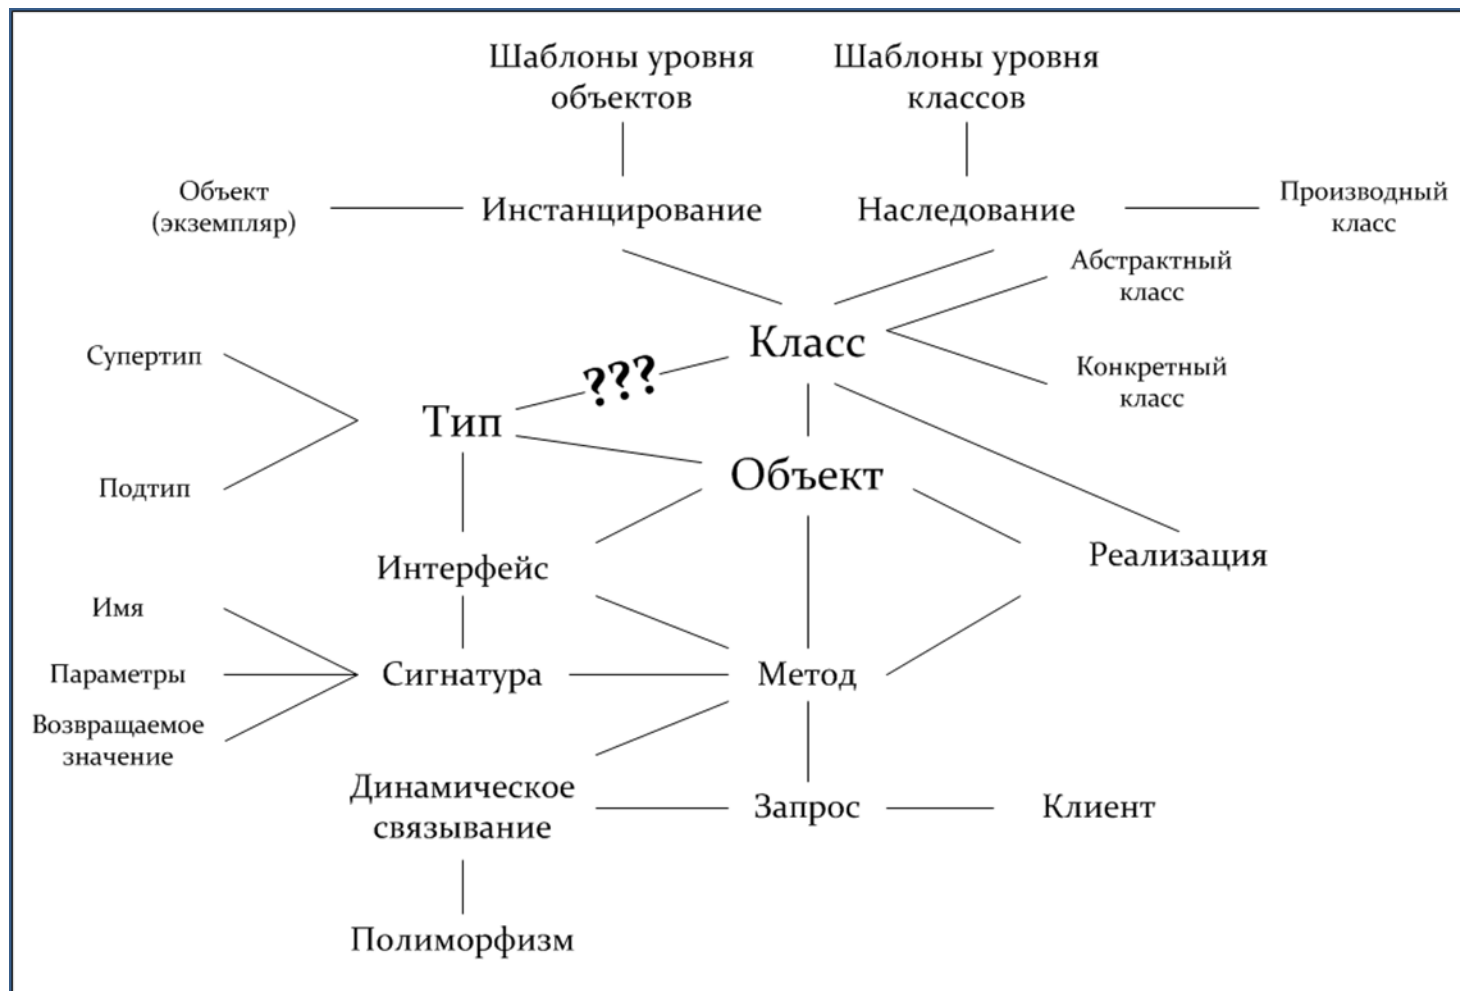 Шаблоны уровня
объектов
Шаблоны уровня
классов
Объект
(экземпляр)
Инстанцирование
Наследование
Производный
класс
Абстрактный
класс
Класс
Супертип
???
Конкретный
класс
Тип
Объект
Подтип
Интерфейс
Реализация
Имя
Параметры
Сигнатура
Метод
Возвращаемое
значение
Динамическое
связывание
Запрос
Клиент
Полиморфизм